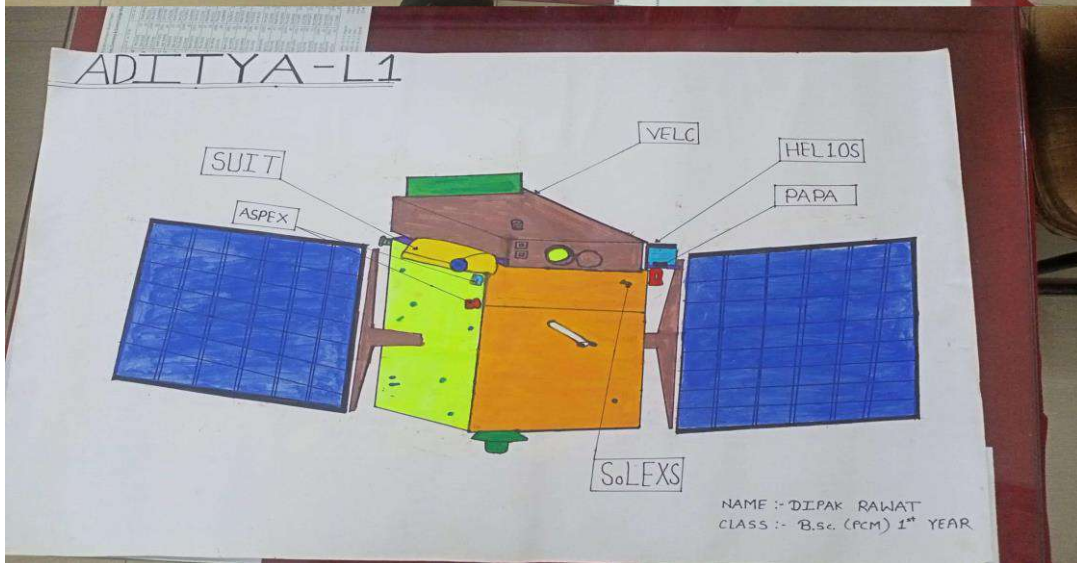 ADITYA-L1
VELC
SUIT
HEL1OS
PAPA
ASPEX
SoLEXS
NAME :- DIPAK RAWAT
CLASS :- B.Sc. (PCM) 1st YEAR